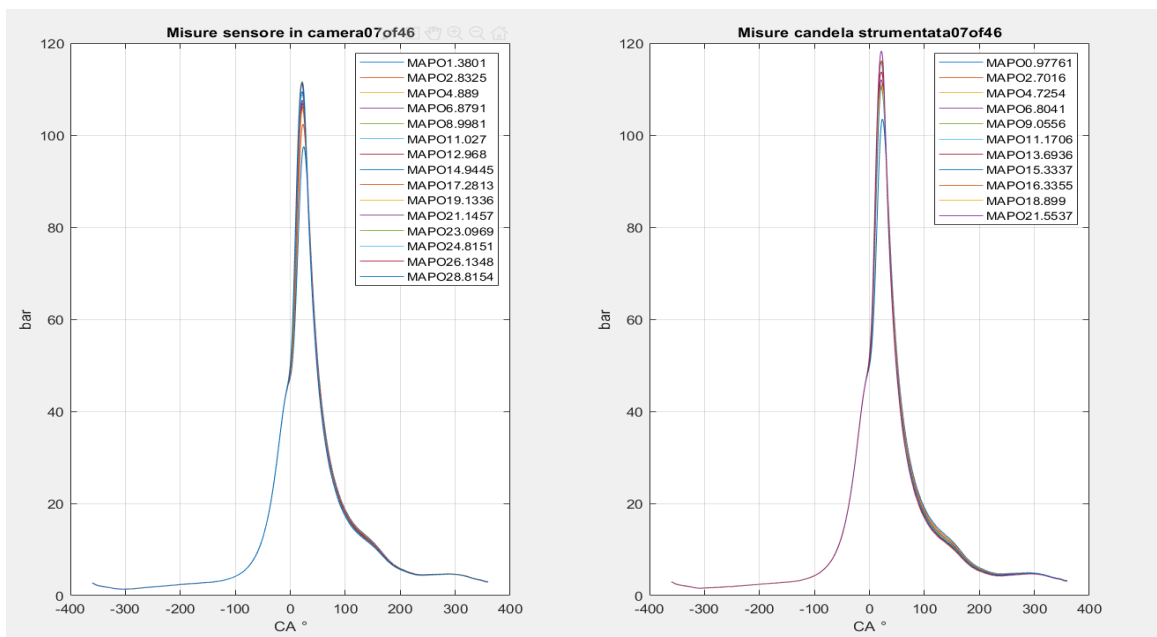 Misure sensore in camera07of46
120
100
80
60
40
20
0
bar
-400 -300 -200 -100 0 100 200 300 400
CA °
MAPO1.3801
MAPO2.8325
MAPO4.889
MAPO6.8791
MAPO8.9981
MAPO11.027
MAPO12.968
MAPO14.9445
MAPO17.2813
MAPO19.1336
MAPO21.1457
MAPO23.0969
MAPO24.8151
MAPO26.1348
MAPO28.8154
Misure candela strumentata07of46
120
100
80
60
40
20
0
bar
-400 -300 -200 -100 0 100 200 300 400
CA °
MAPO0.97761
MAPO2.7016
MAPO4.7254
MAPO6.8041
MAPO9.0556
MAPO11.1706
MAPO13.6936
MAPO15.3337
MAPO16.3355
MAPO18.899
MAPO21.5537